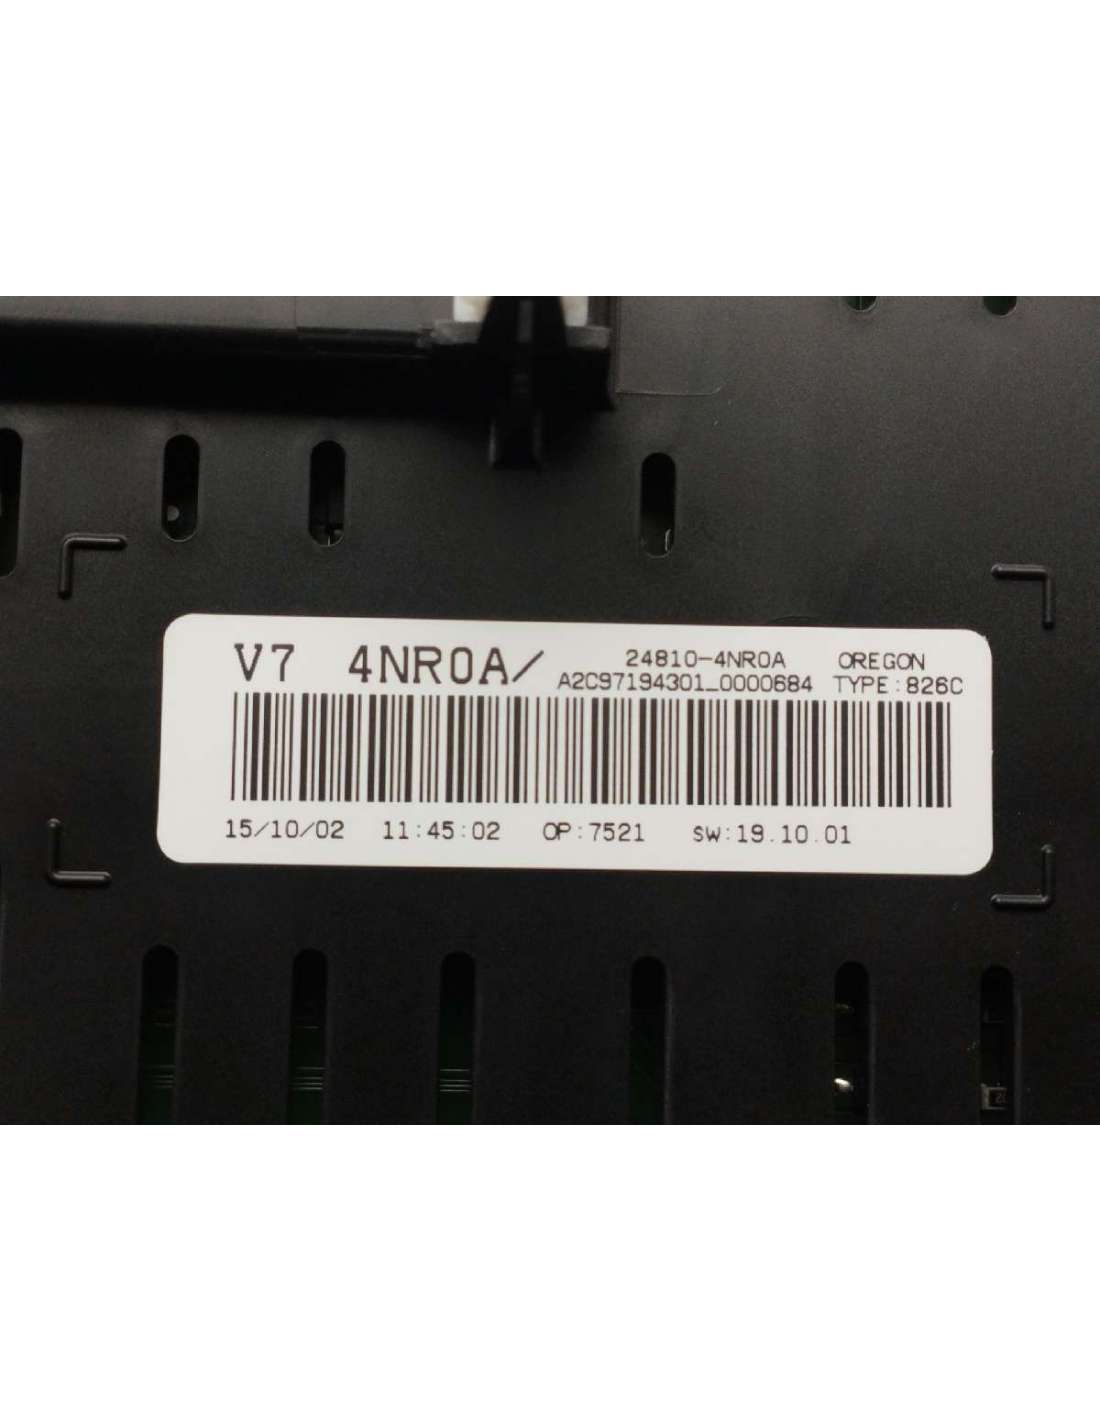 V7 4NR0A/ 24810-4NR0A OREGON
A2C97194301_0000684 TYPE:826C
15/10/02 11:45:02 OP:7521 SW:19.10.01